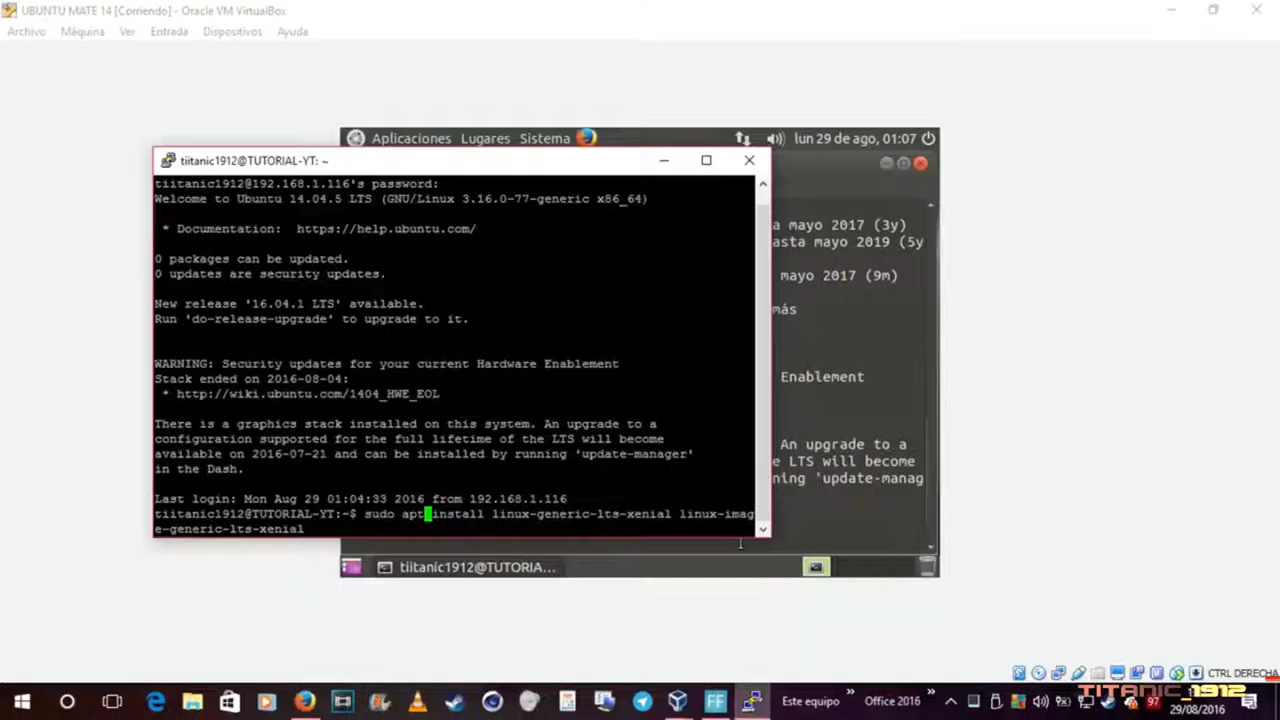 UBUNTU MATE 14 [Corriendo] - Oracle VM VirtualBox
Archivo Máquina Ver Entrada Dispositivos Ayuda
Aplicaciones Lugares Sistema lun 29 de ago, 01:07
tiitanic1912@TUTORIAL-YT: ~
tiitanic1912@192.168.1.116's password:
Welcome to Ubuntu 14.04.5 LTS (GNU/Linux 3.16.0-77-generic x86_64)
* Documentation: https://help.ubuntu.com/
0 packages can be updated.
0 updates are security updates.
New release '16.04.1 LTS' available.
Run 'do-release-upgrade' to upgrade to it.
WARNING: Security updates for your current Hardware Enablement
Stack ended on 2016-08-04:
* http://wiki.ubuntu.com/1404_HWE_EOL
There is a graphics stack installed on this system. An upgrade to a
configuration supported for the full lifetime of the LTS will become
available on 2016-07-21 and can be installed by running 'update-manager'
in the Dash.
Last login: Mon Aug 29 01:04:33 2016 from 192.168.1.116
tiitanic1912@TUTORIAL-YT:~$ sudo apt install linux-generic-lts-xenial linux-imag
e-generic-lts-xenial
a mayo 2017 (3y)
asta mayo 2019 (5y
mayo 2017 (9m)
más
Enablement
An upgrade to a
e LTS will become
ning 'update-manag
tiitanic1912@TUTORIA...
CTRL DERECHA
Este equipo » Office 2016 » 97
TITANIC_1912
29/08/2016